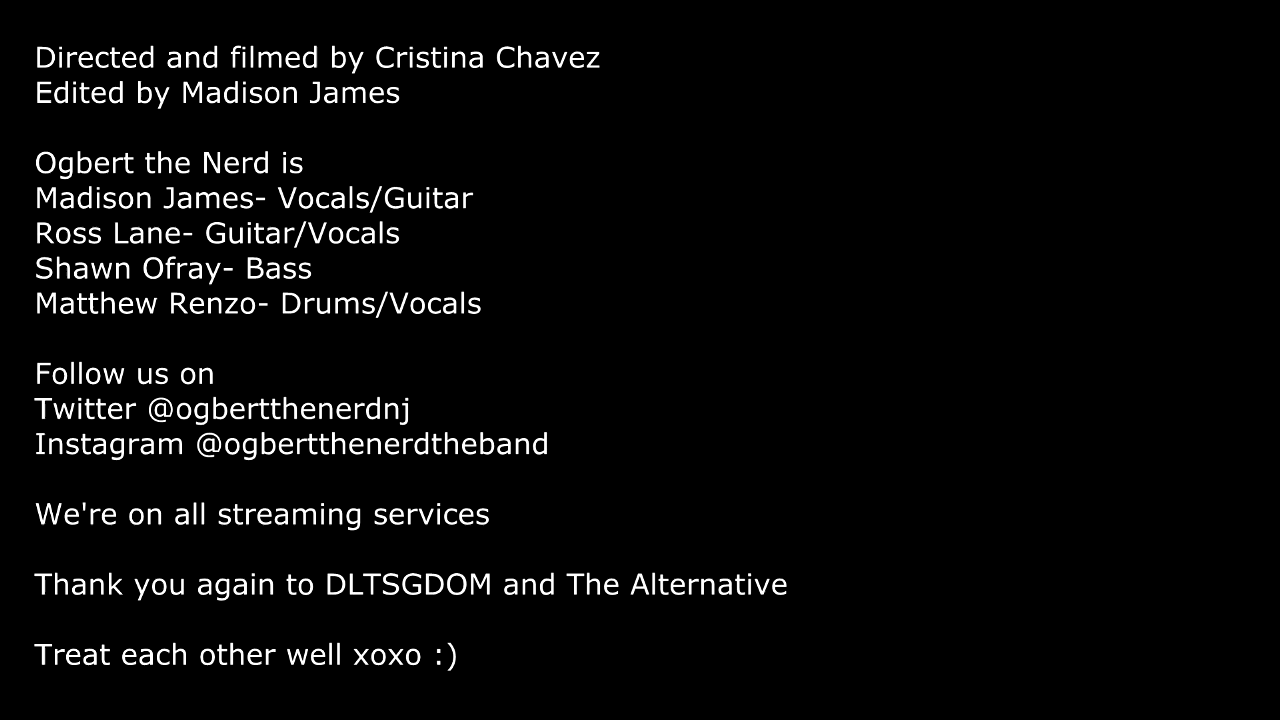 Directed and filmed by Cristina Chavez
Edited by Madison James
Ogbert the Nerd is
Madison James- Vocals/Guitar
Ross Lane- Guitar/Vocals
Shawn Ofray- Bass
Matthew Renzo- Drums/Vocals
Follow us on
Twitter @ogbertthenerdnj
Instagram @ogbertthenerdtheband
We're on all streaming services
Thank you again to DLTSGDOM and The Alternative
Treat each other well xoxo :)